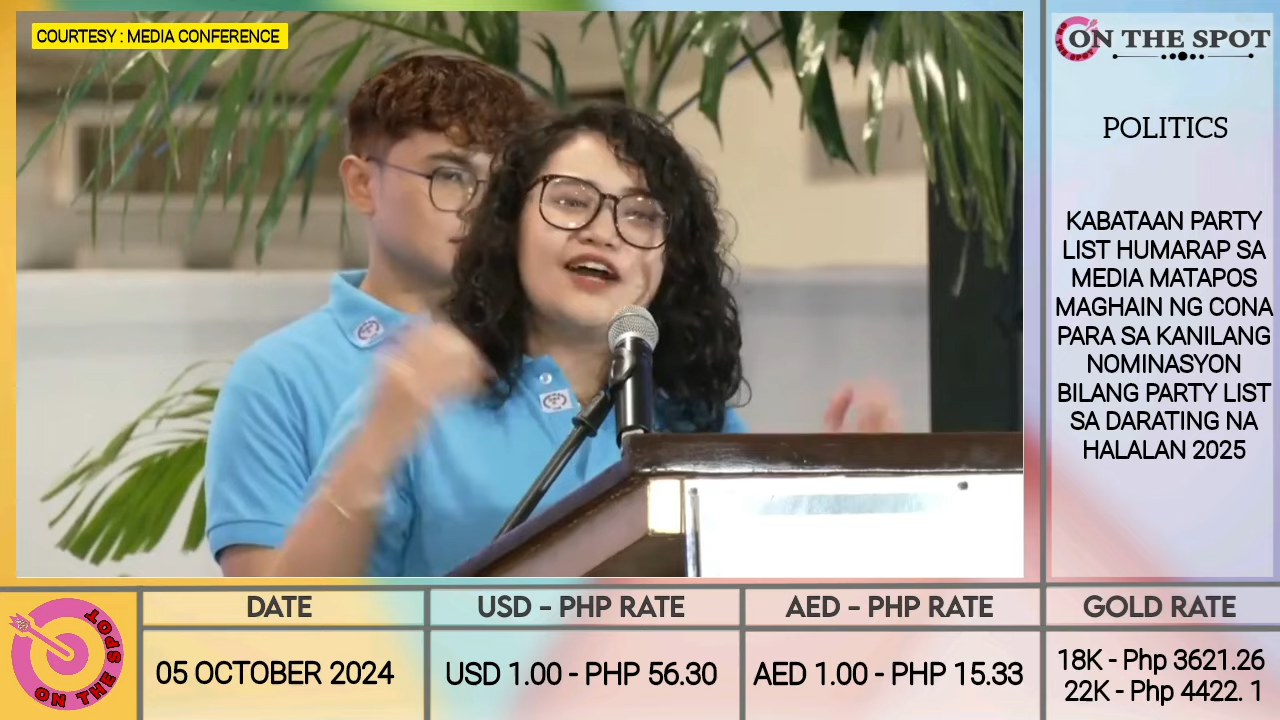 COURTESY : MEDIA CONFERENCE
ON THE SPOT
POLITICS
KABATAAN PARTY
LIST HUMARAP SA
MEDIA MATAPOS
MAGHAIN NG CONA
PARA SA KANILANG
NOMINASYON
BILANG PARTY LIST
SA DARATING NA
HALALAN 2025
DATE
USD - PHP RATE
AED - PHP RATE
GOLD RATE
ON THE SPOT
05 OCTOBER 2024
USD 1.00 - PHP 56.30
AED 1.00 - PHP 15.33
18K - Php 3621.26
22K - Php 4422. 1